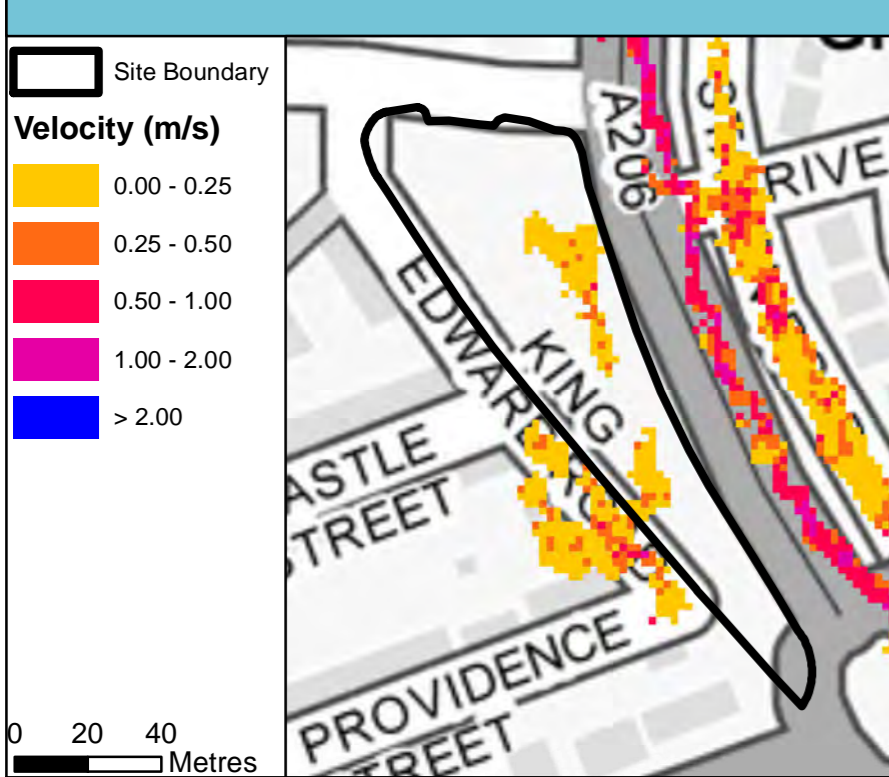 Site Boundary
Velocity (m/s)
0.00 - 0.25
0.25 - 0.50
0.50 - 1.00
1.00 - 2.00
> 2.00
0 20 40
Metres
A206
RIVE
KING
EDWARD
ASTLE
STREET
PROVIDENCE
STREET